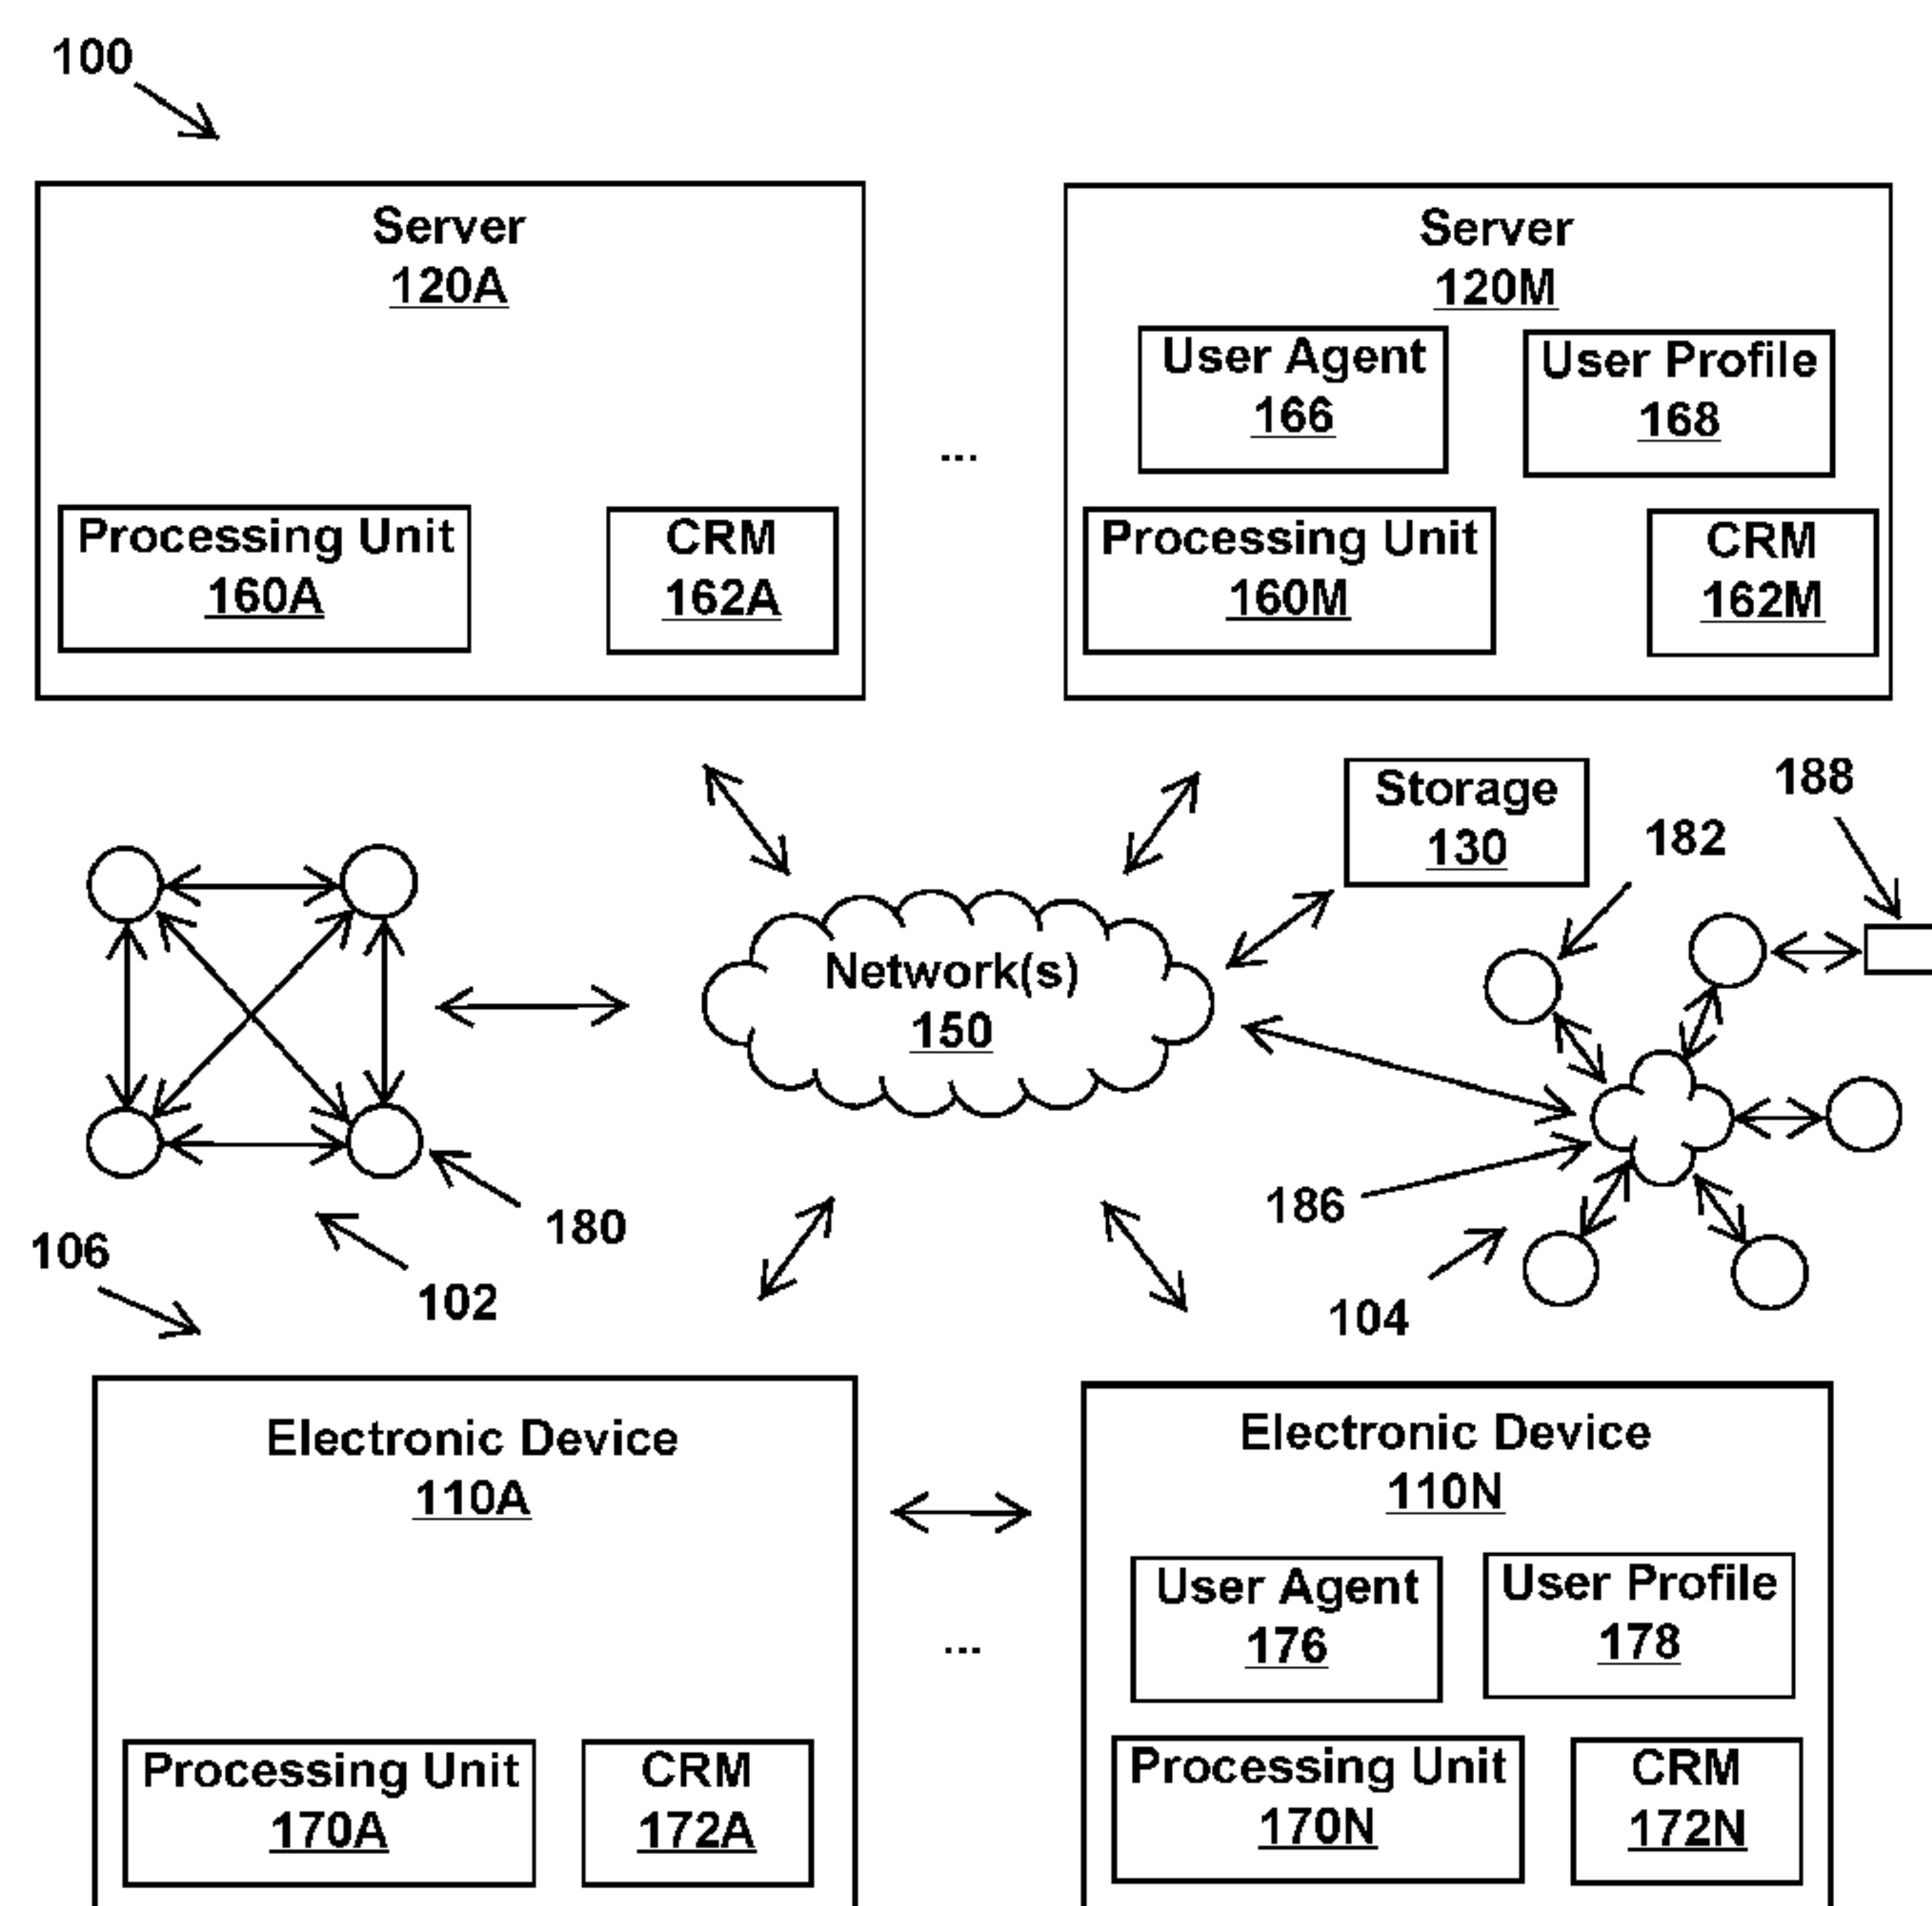 100
Server
120A
Processing Unit
160A
CRM
162A
...
Server
120M
User Agent
166
User Profile
168
Processing Unit
160M
CRM
162M
Storage
130
188
182
Network(s)
150
186
180
106
102
104
Electronic Device
110A
Processing Unit
170A
CRM
172A
...
Electronic Device
110N
User Agent
176
User Profile
178
Processing Unit
170N
CRM
172N